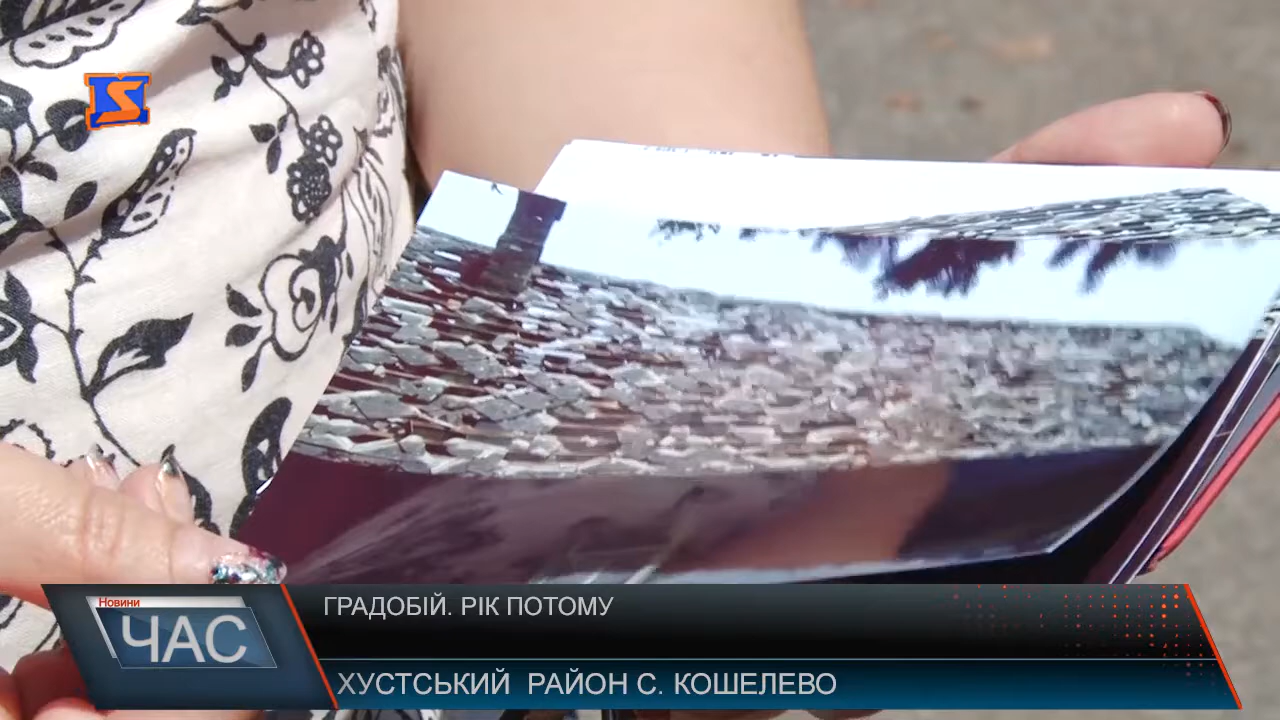 Новини
ЧАС
ГРАДОБІЙ. РІК ПОТОМУ
ХУСТСЬКИЙ РАЙОН С. КОШЕЛЕВО